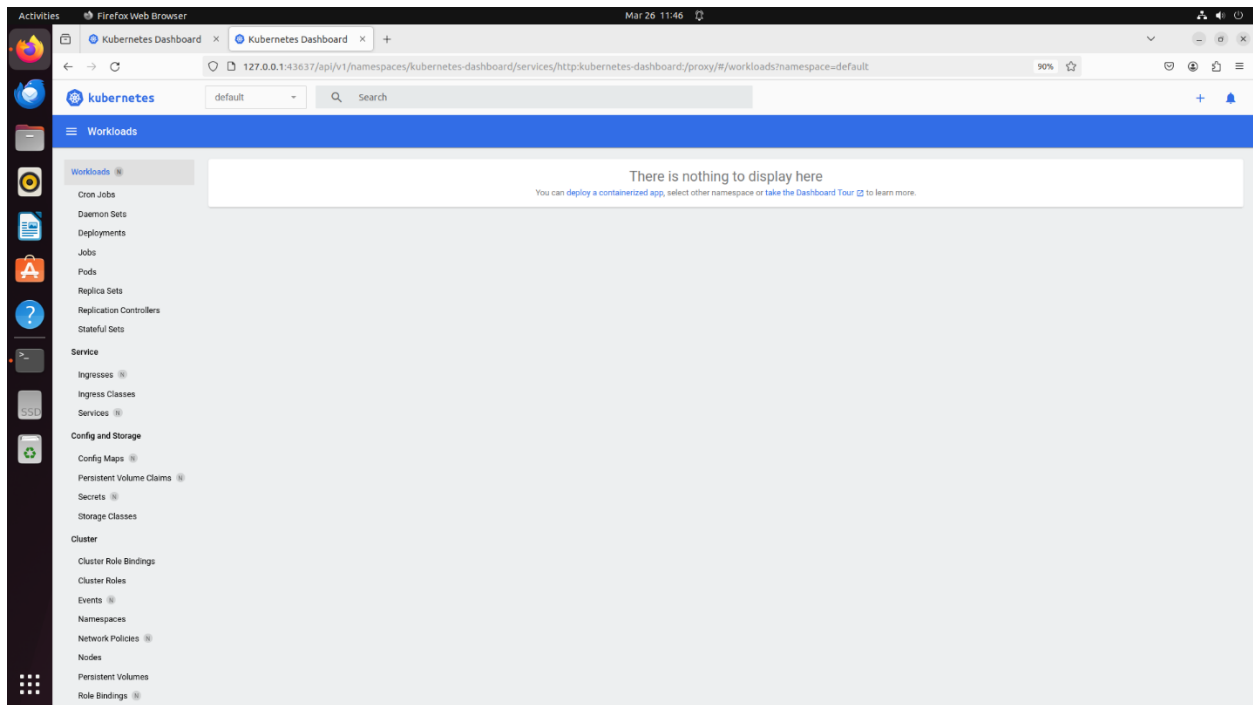 Activities Firefox Web Browser Mar 26 11:46
Kubernetes Dashboard × Kubernetes Dashboard × +
127.0.0.1:43637/api/v1/namespaces/kubernetes-dashboard/services/http:kubernetes-dashboard:/proxy/#/workloads?namespace=default 90%
kubernetes default Search +
Workloads
Workloads N
There is nothing to display here
You can deploy a containerized app, select other namespace or take the Dashboard Tour to learn more.
Cron Jobs
Daemon Sets
Deployments
Jobs
Pods
Replica Sets
Replication Controllers
Stateful Sets
Service
Ingresses N
Ingress Classes
Services N
Config and Storage
Config Maps N
Persistent Volume Claims N
Secrets N
Storage Classes
Cluster
Cluster Role Bindings
Cluster Roles
Events N
Namespaces
Network Policies N
Nodes
Persistent Volumes
Role Bindings N
SSD